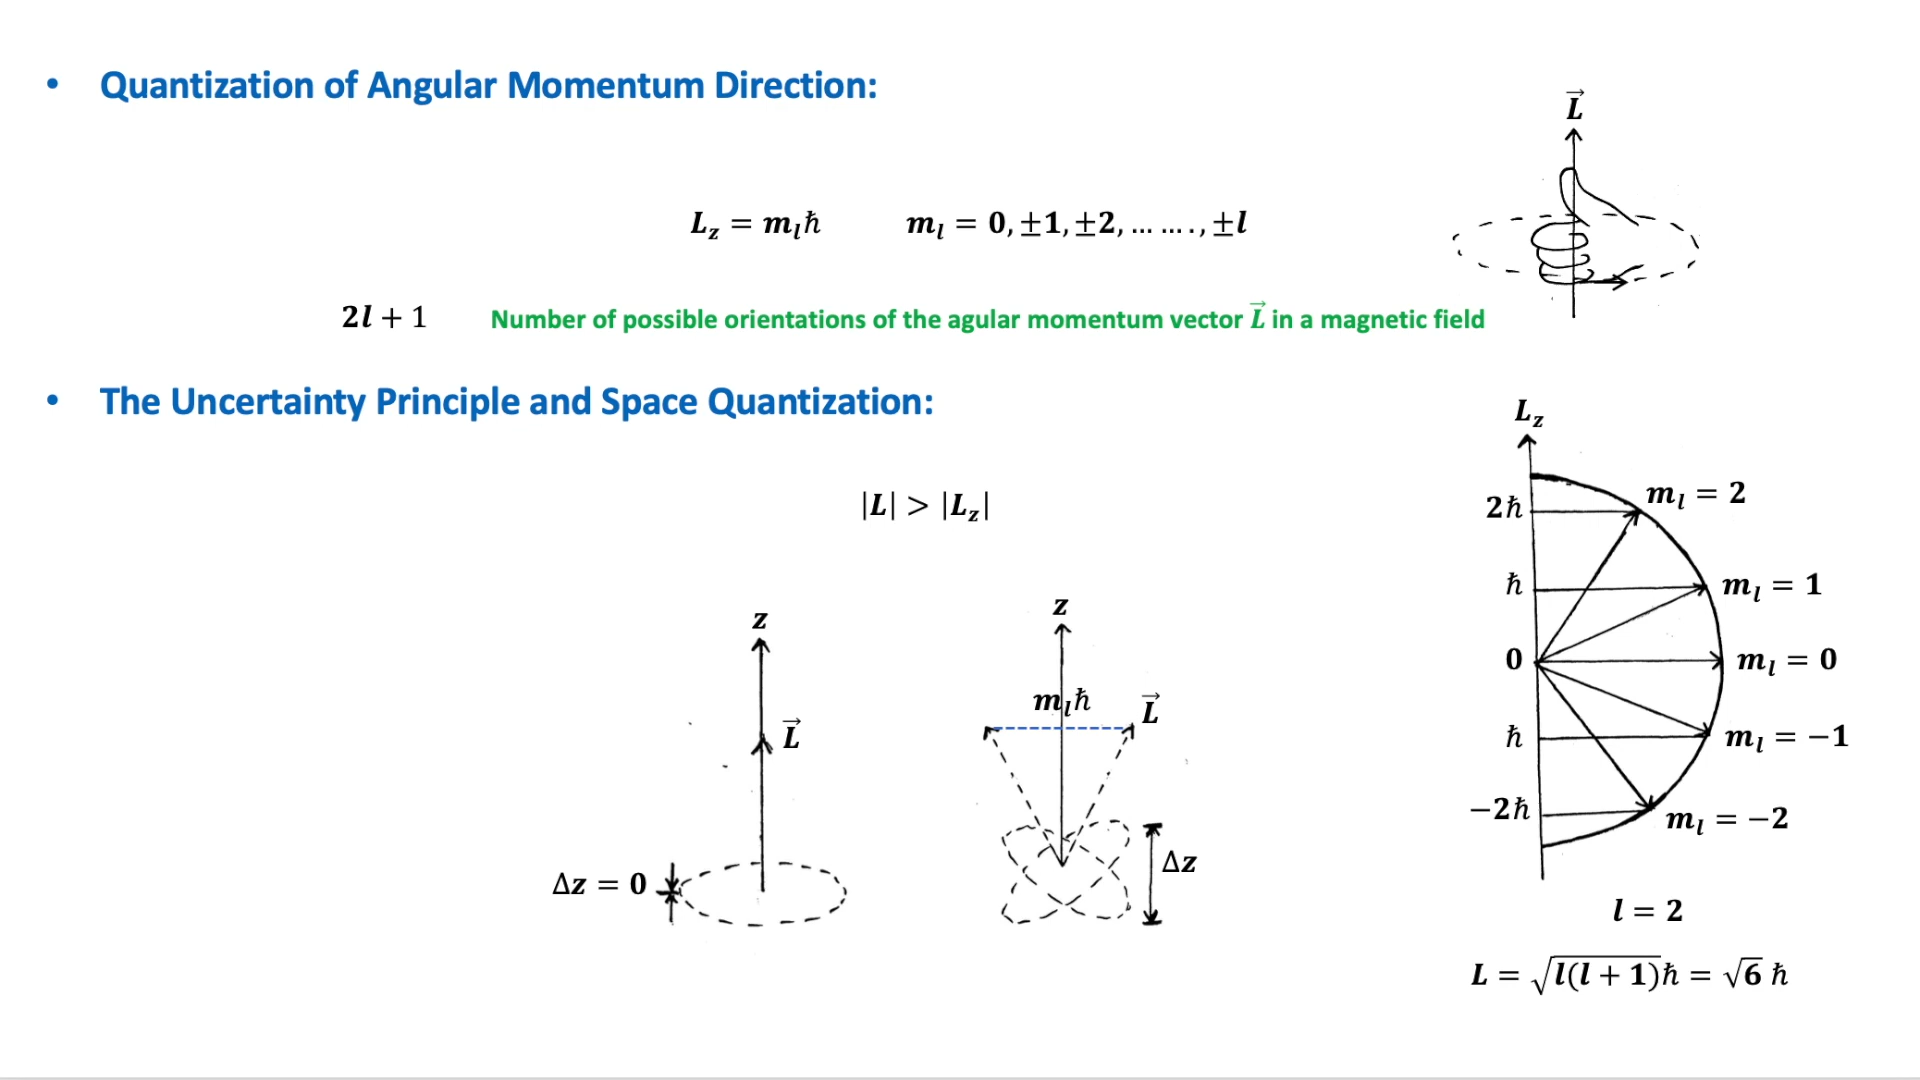 • Quantization of Angular Momentum Direction:
L⃗
L_z = m_lℏ    m_l = 0, ±1, ±2, … … ., ±l
2l + 1    Number of possible orientations of the agular momentum vector L⃗ in a magnetic field
• The Uncertainty Principle and Space Quantization:
|L| > |L_z|
z
L⃗
Δz = 0
z
m_lℏ
L⃗
Δz
L_z
2ℏ    m_l = 2
ℏ    m_l = 1
0    m_l = 0
ℏ    m_l = −1
−2ℏ    m_l = −2
l = 2
L = √l(l + 1)ℏ = √6 ℏ